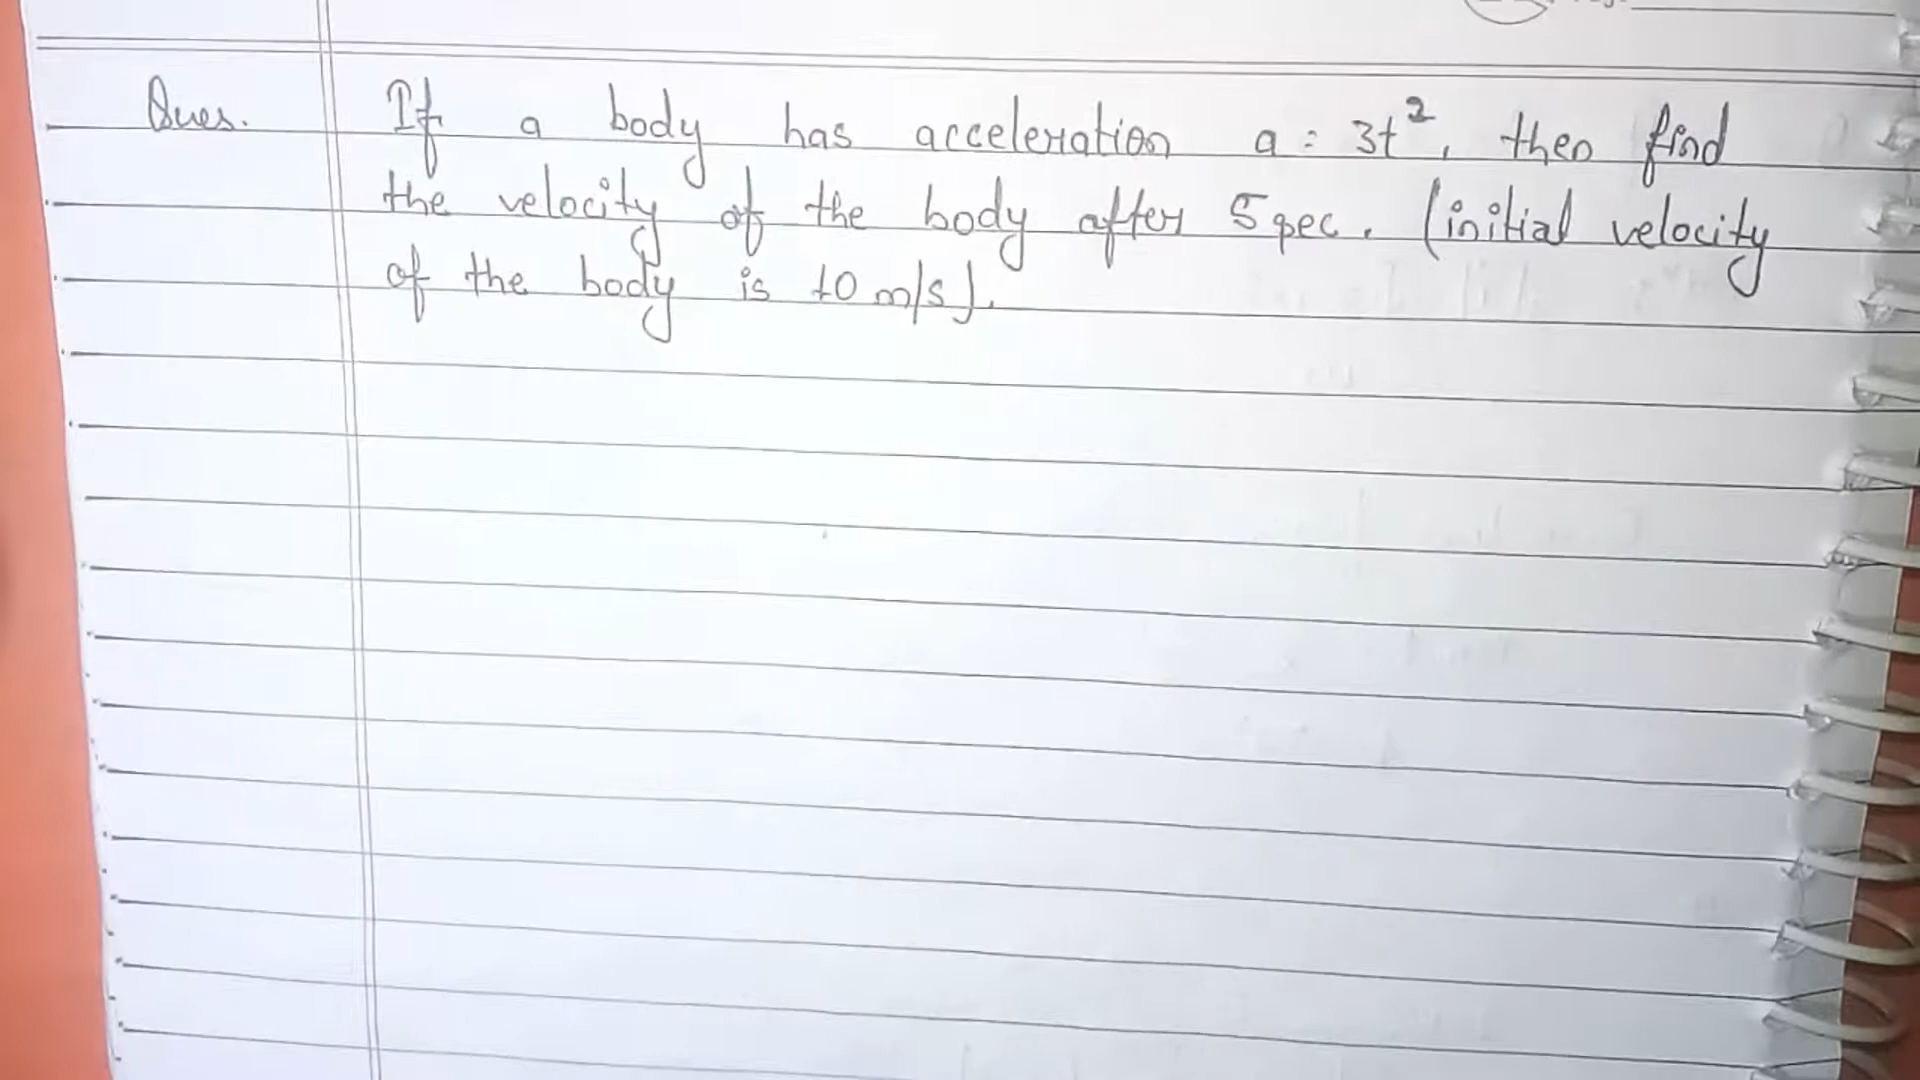 Ques. If a body has acceleration a = 3t², then find
the velocity of the body after 5 sec. (initial velocity
of the body is 10 m/s).